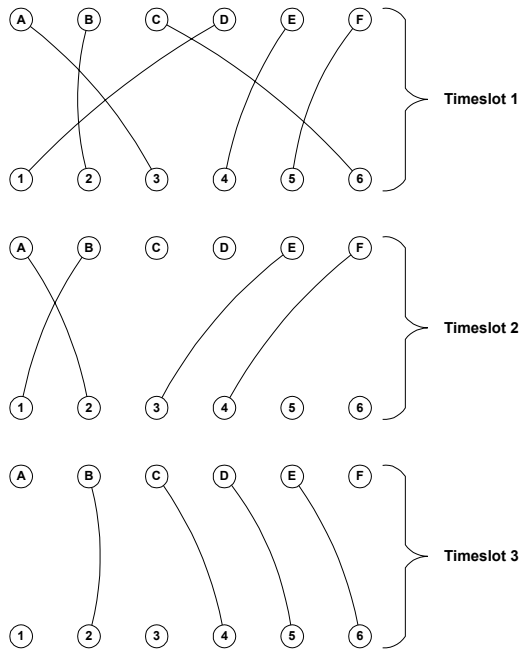 A B C D E F
Timeslot 1
1 2 3 4 5 6
A B C D E F
Timeslot 2
1 2 3 4 5 6
A B C D E F
Timeslot 3
1 2 3 4 5 6